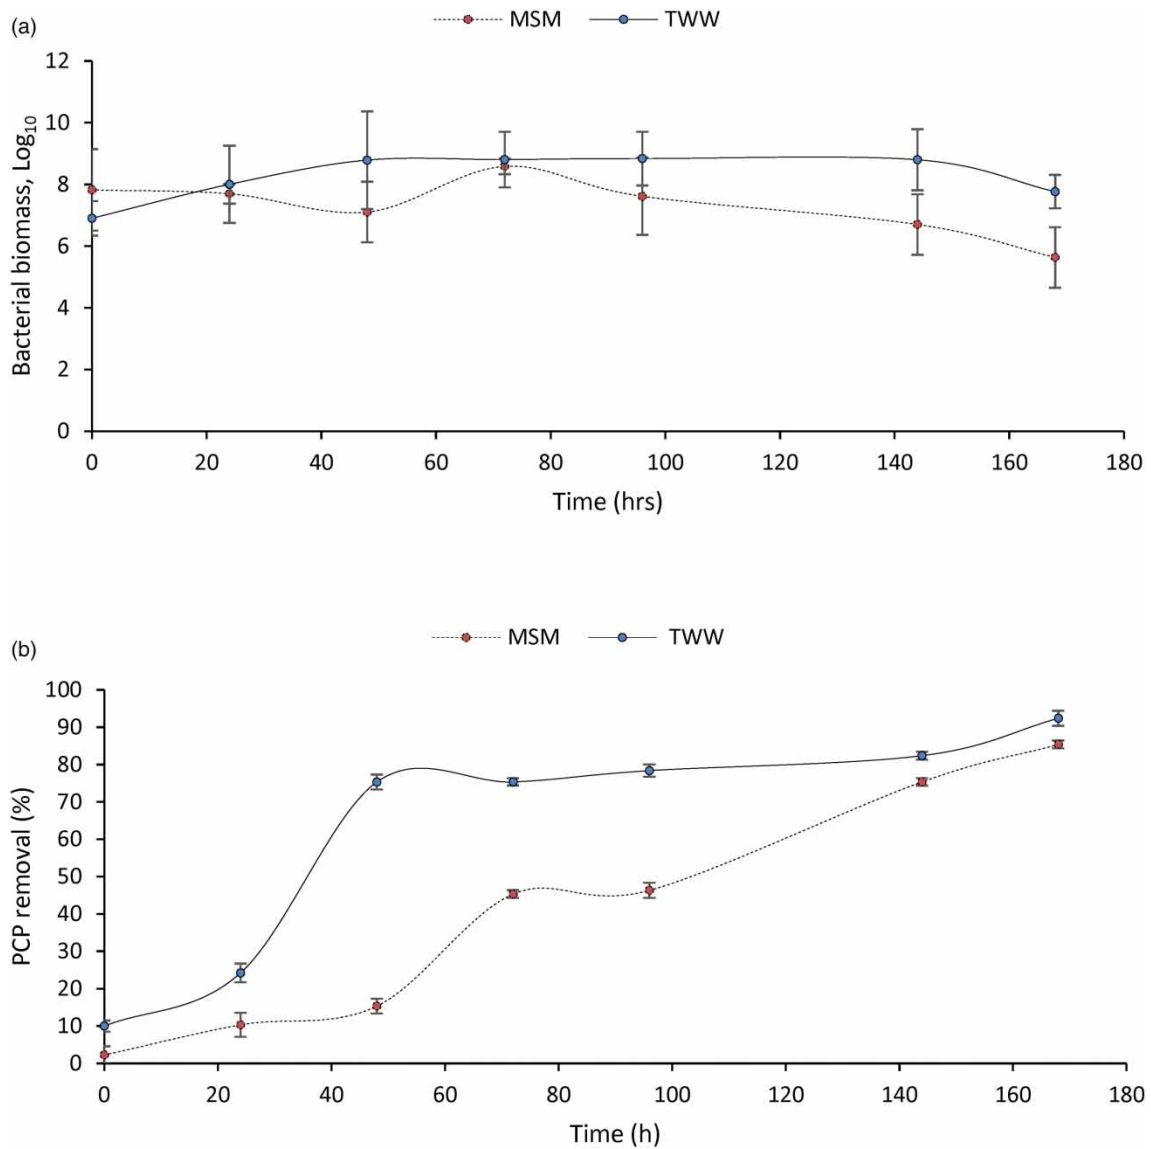 (a)
MSM TWW
12
10
8
6
4
2
0
Bacterial biomass, Log10
0 20 40 60 80 100 120 140 160 180
Time (hrs)
(b)
MSM TWW
100
90
80
70
60
50
40
30
20
10
0
PCP removal (%)
0 20 40 60 80 100 120 140 160 180
Time (h)